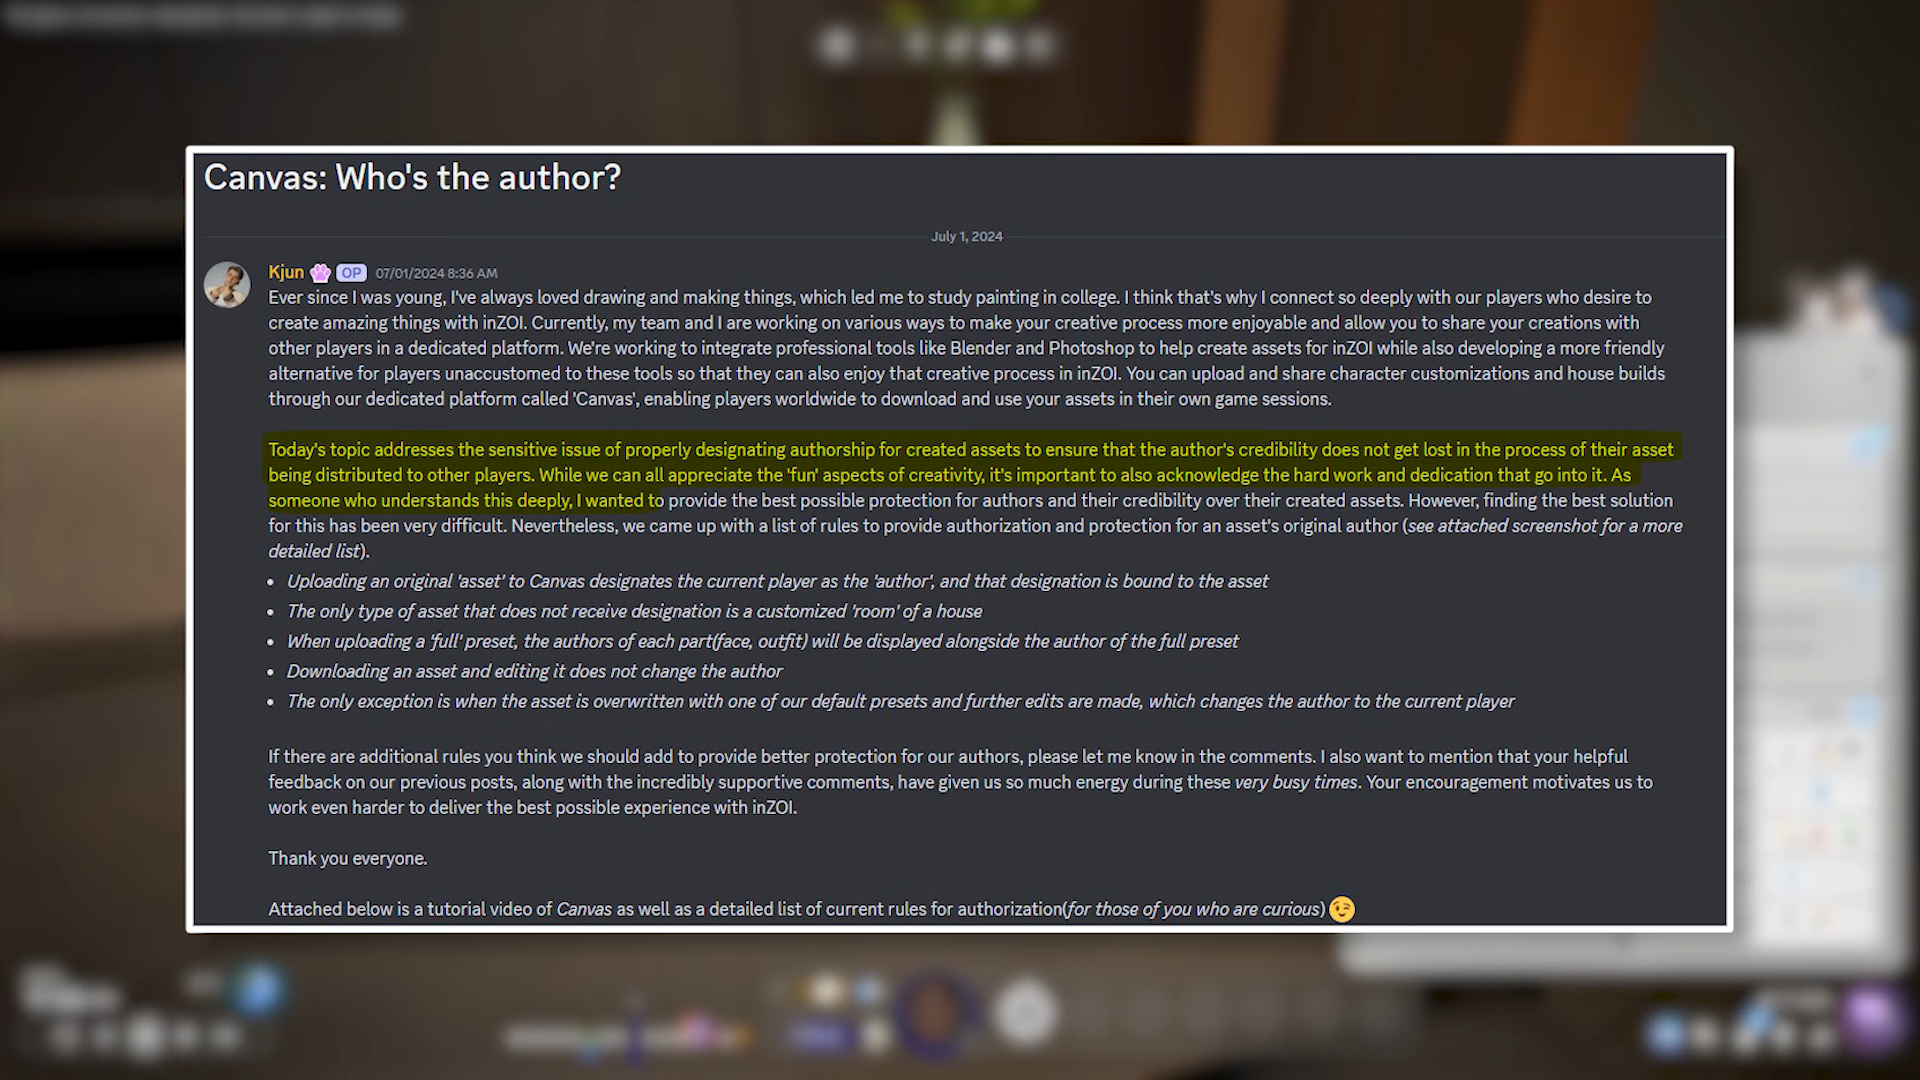 Canvas: Who's the author?
July 1, 2024
Kjun OP 07/01/2024 8:36 AM
Ever since I was young, I've always loved drawing and making things, which led me to study painting in college. I think that's why I connect so deeply with our players who desire to
create amazing things with inZOI. Currently, my team and I are working on various ways to make your creative process more enjoyable and allow you to share your creations with
other players in a dedicated platform. We're working to integrate professional tools like Blender and Photoshop to help create assets for inZOI while also developing a more friendly
alternative for players unaccustomed to these tools so that they can also enjoy that creative process in inZOI. You can upload and share character customizations and house builds
through our dedicated platform called 'Canvas', enabling players worldwide to download and use your assets in their own game sessions.
Today's topic addresses the sensitive issue of properly designating authorship for created assets to ensure that the author's credibility does not get lost in the process of their asset
being distributed to other players. While we can all appreciate the 'fun' aspects of creativity, it's important to also acknowledge the hard work and dedication that go into it. As
someone who understands this deeply, I wanted to provide the best possible protection for authors and their credibility over their created assets. However, finding the best solution
for this has been very difficult. Nevertheless, we came up with a list of rules to provide authorization and protection for an asset's original author (see attached screenshot for a more
detailed list).
• Uploading an original 'asset' to Canvas designates the current player as the 'author', and that designation is bound to the asset
• The only type of asset that does not receive designation is a customized 'room' of a house
• When uploading a 'full' preset, the authors of each part(face, outfit) will be displayed alongside the author of the full preset
• Downloading an asset and editing it does not change the author
• The only exception is when the asset is overwritten with one of our default presets and further edits are made, which changes the author to the current player
If there are additional rules you think we should add to provide better protection for our authors, please let me know in the comments. I also want to mention that your helpful
feedback on our previous posts, along with the incredibly supportive comments, have given us so much energy during these very busy times. Your encouragement motivates us to
work even harder to deliver the best possible experience with inZOI.
Thank you everyone.
Attached below is a tutorial video of Canvas as well as a detailed list of current rules for authorization(for those of you who are curious)